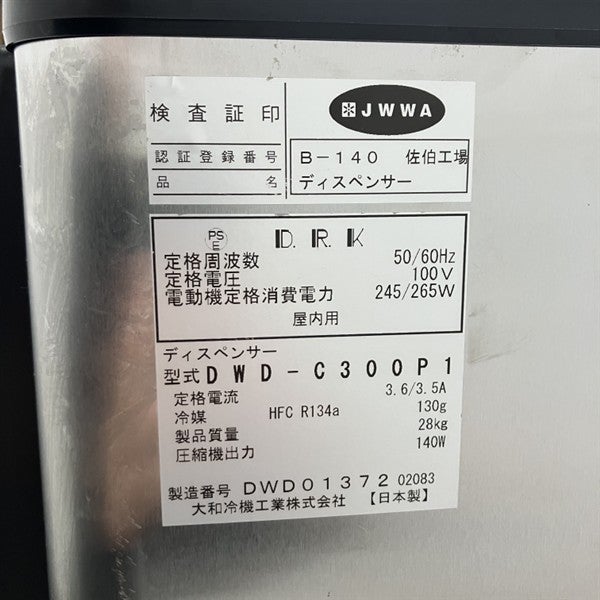 検査証印 JWWA
認証登録番号 B-140 佐伯工場
品名 ディスペンサー
PSE D.R.K
定格周波数 50/60Hz
定格電圧 100V
電動機定格消費電力 245/265W
屋内用
ディスペンサー
型式 DWD-C300P1
定格電流 3.6/3.5A
冷媒 HFC R134a 130g
製品質量 28kg
圧縮機出力 140W
製造番号 DWD01372 02083
大和冷機工業株式会社 【日本製】